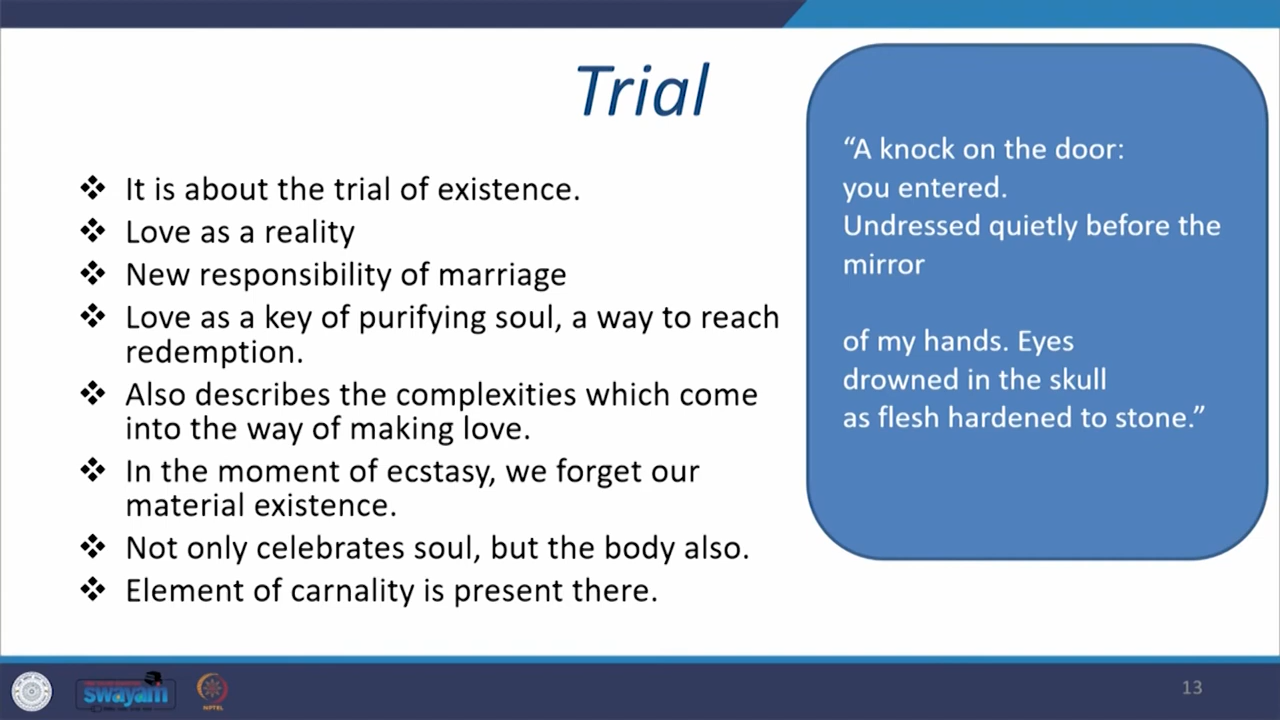 Trial
❖ It is about the trial of existence.
❖ Love as a reality
❖ New responsibility of marriage
❖ Love as a key of purifying soul, a way to reach
redemption.
❖ Also describes the complexities which come
into the way of making love.
❖ In the moment of ecstasy, we forget our
material existence.
❖ Not only celebrates soul, but the body also.
❖ Element of carnality is present there.
“A knock on the door:
you entered.
Undressed quietly before the
mirror
of my hands. Eyes
drowned in the skull
as flesh hardened to stone.”
swayam
NPTEL
13